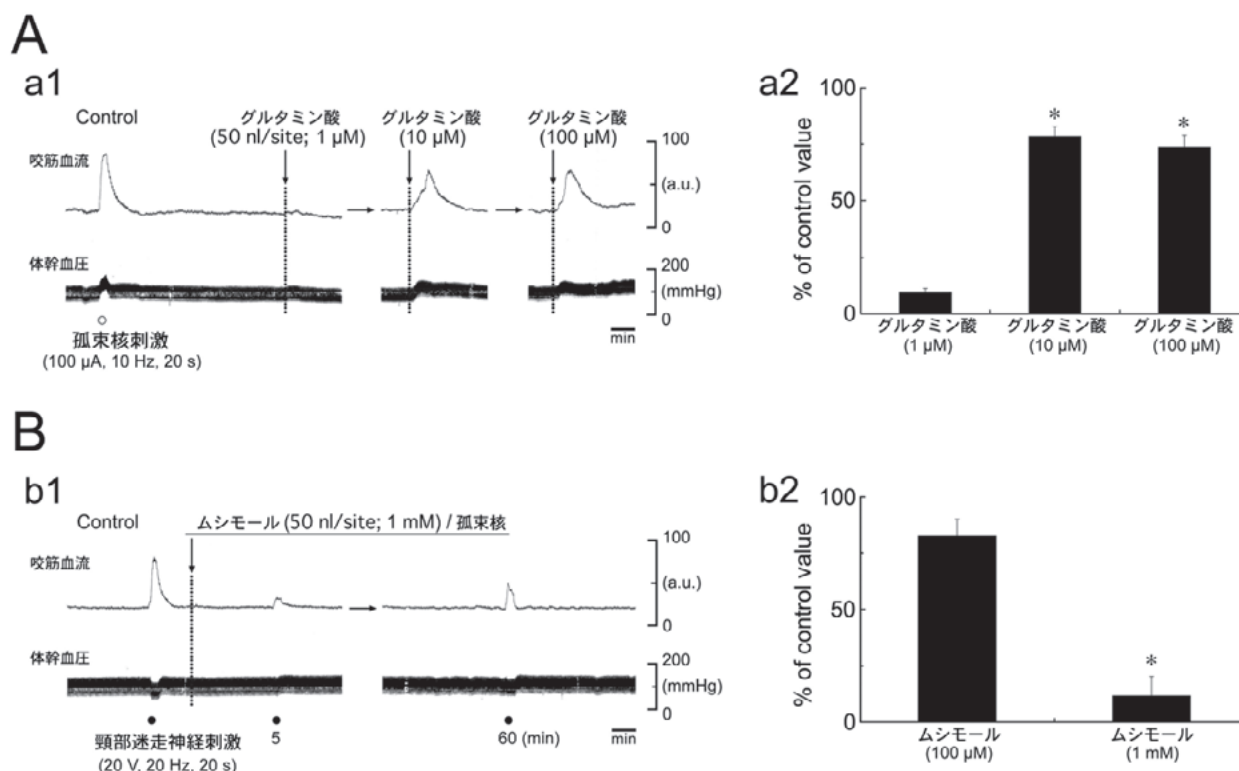 A
a1
Control
グルタミン酸
(50 nl/site; 1 µM)
グルタミン酸
(10 µM)
グルタミン酸
(100 µM)
咬筋血流
100
(a.u.)
0
体幹血圧
200
(mmHg)
0
孤束核刺激
(100 µA, 10 Hz, 20 s)
min
a2
% of control value
100
50
0
*
*
グルタミン酸
(1 µM)
グルタミン酸
(10 µM)
グルタミン酸
(100 µM)
B
b1
Control
ムシモール (50 nl/site; 1 mM) / 孤束核
咬筋血流
100
(a.u.)
0
体幹血圧
200
(mmHg)
0
5
60 (min)
min
頸部迷走神経刺激
(20 V, 20 Hz, 20 s)
b2
% of control value
100
50
0
*
ムシモール
(100 µM)
ムシモール
(1 mM)